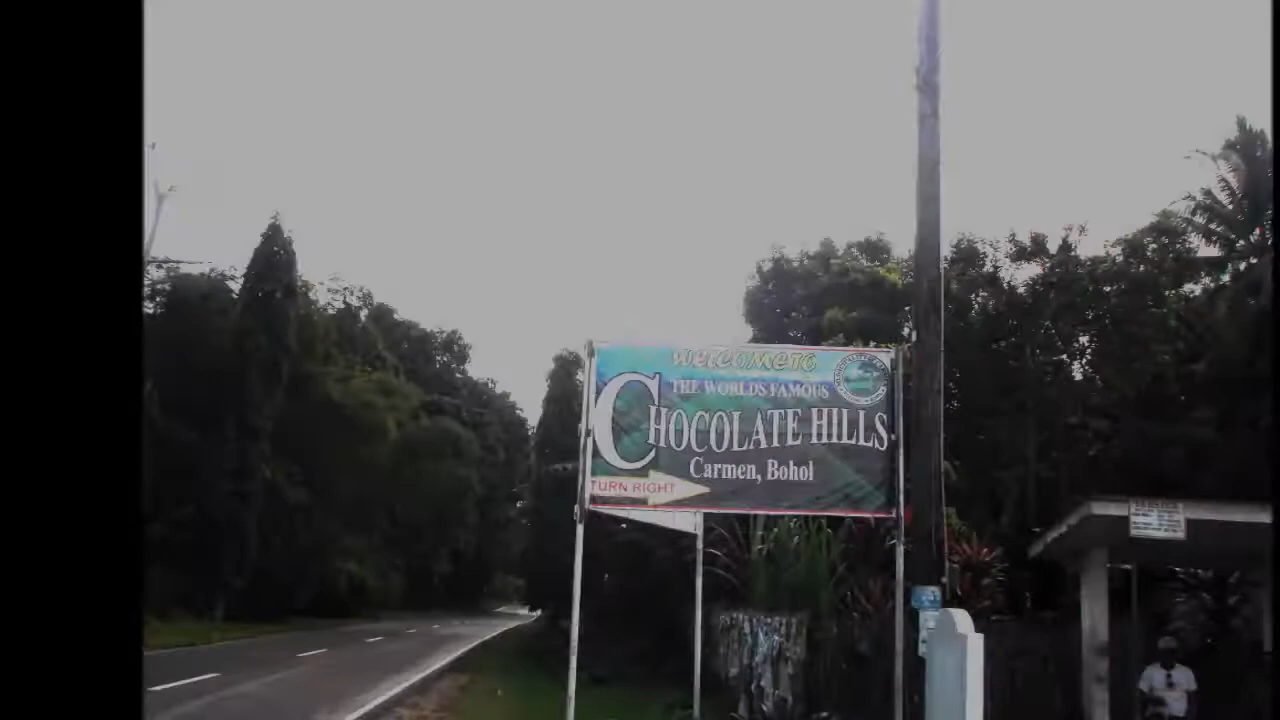 WELCOME TO
THE WORLDS FAMOUS
CHOCOLATE HILLS
Carmen, Bohol
TURN RIGHT